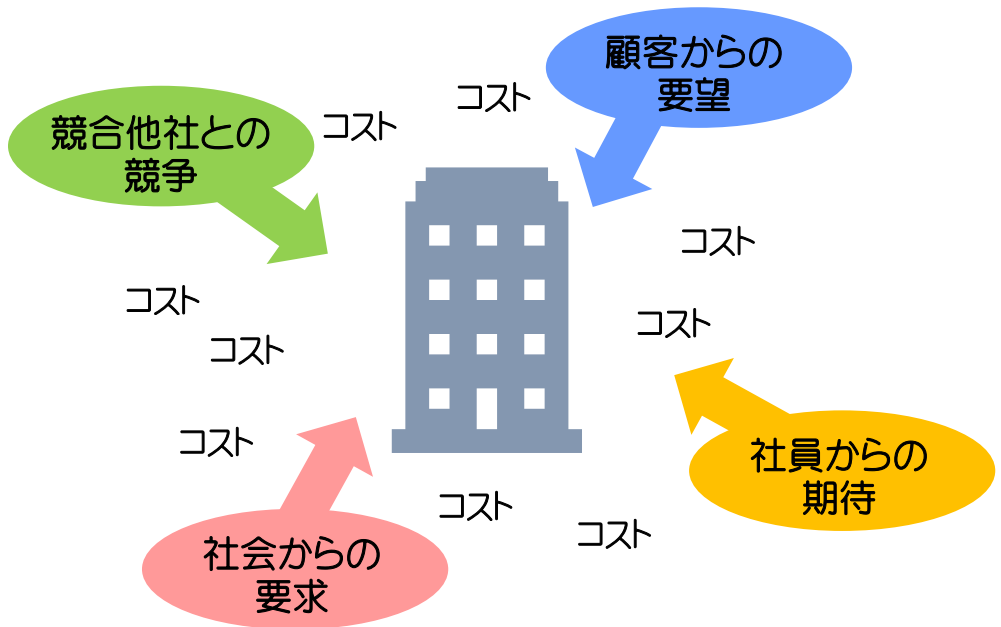 顧客からの
要望
競合他社との
競争
コスト
コスト
コスト
コスト
コスト
コスト
コスト
社員からの
期待
コスト
コスト
社会からの
要求